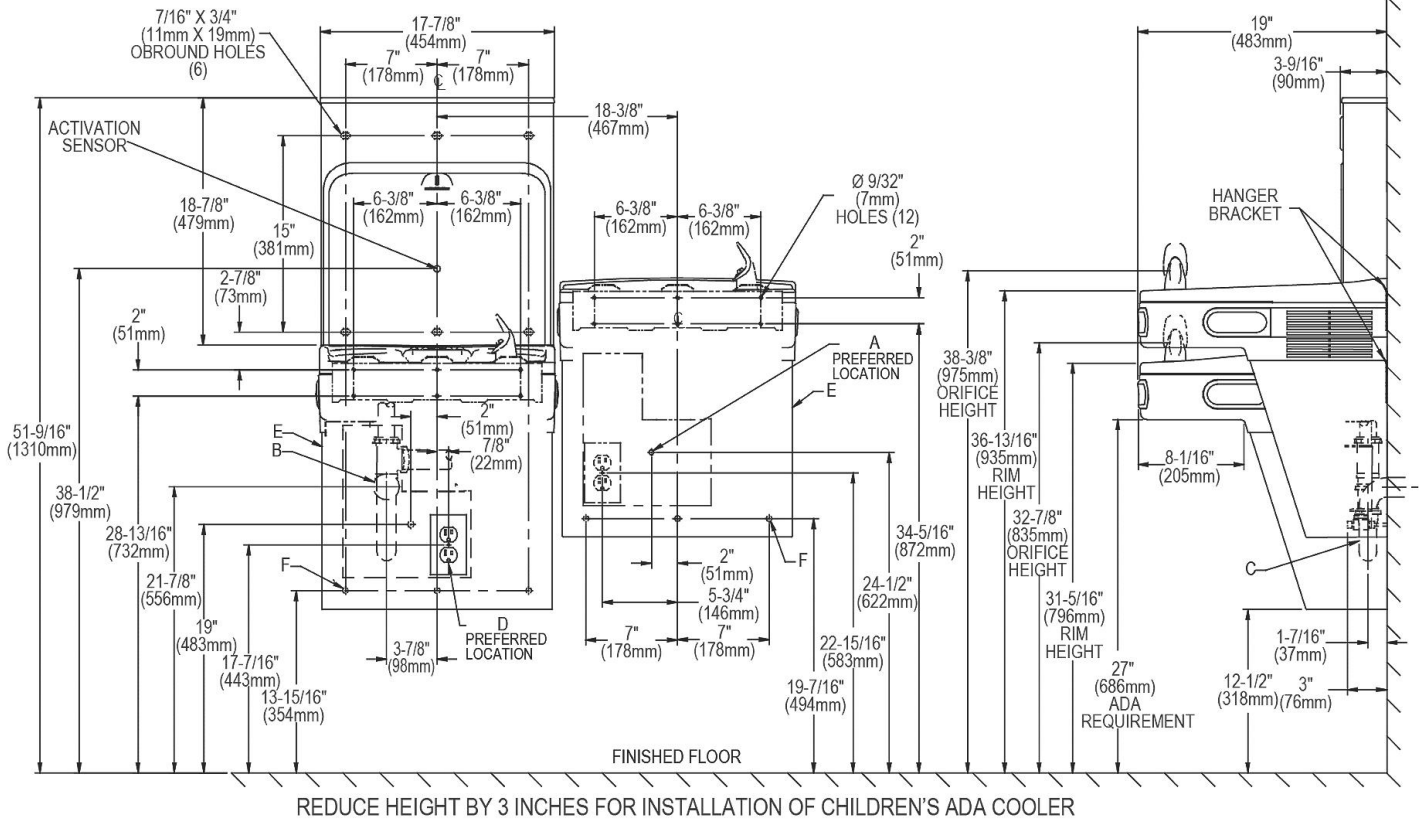 7/16" X 3/4"
(11mm X 19mm)
OBROUND HOLES
(6)
17-7/8"
(454mm)
7"
(178mm)
7"
(178mm)
℄
18-3/8"
(467mm)
19"
(483mm)
3-9/16"
(90mm)
ACTIVATION
SENSOR
18-7/8"
(479mm)
15"
(381mm)
6-3/8"
(162mm)
6-3/8"
(162mm)
6-3/8"
(162mm)
6-3/8"
(162mm)
Ø 9/32"
(7mm)
HOLES (12)
2"
(51mm)
HANGER
BRACKET
2-7/8"
(73mm)
2"
(51mm)
℄
A
PREFERRED
LOCATION
E
38-3/8"
(975mm)
ORIFICE
HEIGHT
51-9/16"
(1310mm)
E
B
2"
(51mm)
7/8"
(22mm)
36-13/16"
(935mm)
RIM
HEIGHT
8-1/16"
(205mm)
38-1/2"
(979mm)
28-13/16"
(732mm)
34-5/16"
(872mm)
32-7/8"
(835mm)
ORIFICE
HEIGHT
21-7/8"
(556mm)
F
2"
(51mm)
F
24-1/2"
(622mm)
C
5-3/4"
(146mm)
31-5/16"
(796mm)
RIM
HEIGHT
19"
(483mm)
D
PREFERRED
LOCATION
3-7/8"
(98mm)
7"
(178mm)
7"
(178mm)
22-15/16"
(583mm)
1-7/16"
(37mm)
17-7/16"
(443mm)
27"
(686mm)
ADA
REQUIREMENT
12-1/2"
(318mm)
3"
(76mm)
13-15/16"
(354mm)
19-7/16"
(494mm)
FINISHED FLOOR
REDUCE HEIGHT BY 3 INCHES FOR INSTALLATION OF CHILDREN'S ADA COOLER